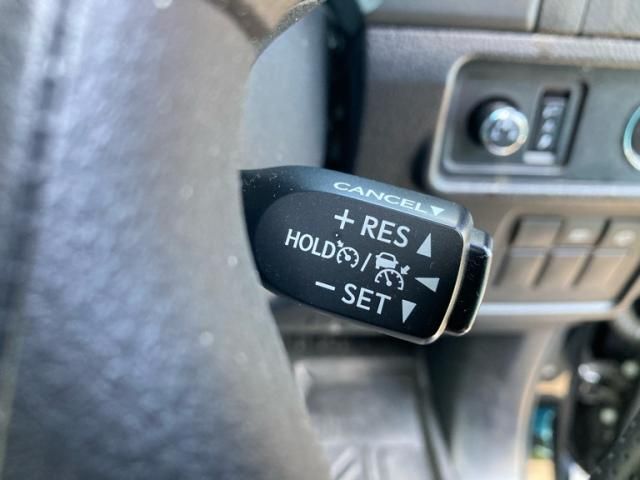 CANCEL▼
+ RES ▲
HOLD / ◀
− SET ▼